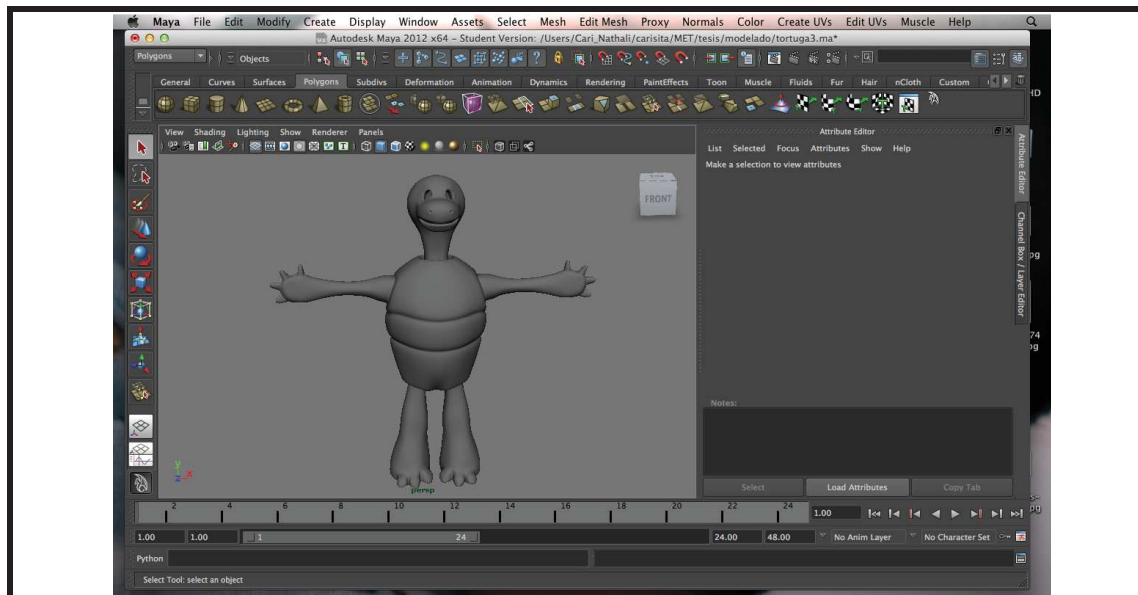 Maya File Edit Modify Create Display Window Assets Select Mesh Edit Mesh Proxy Normals Color Create UVs Edit UVs Muscle Help
Autodesk Maya 2012 x64 - Student Version: /Users/Cari_Nathali/carisita/MET/tesis/modelado/tortuga3.ma*
Polygons Objects
General Curves Surfaces Polygons Subdivs Deformation Animation Dynamics Rendering PaintEffects Toon Muscle Fluids Fur Hair nCloth Custom
HD
View Shading Lighting Show Renderer Panels
Attribute Editor
List Selected Focus Attributes Show Help
Make a selection to view attributes
FRONT
Attribute Editor
Channel Box / Layer Editor
pg
74
pg
Notes:
y
x
z
persp
Select Load Attributes Copy Tab
2 4 6 8 10 12 14 16 18 20 22 24 1.00
1.00 1.00 1 24 24.00 48.00 No Anim Layer No Character Set
Python
Select Tool: select an object